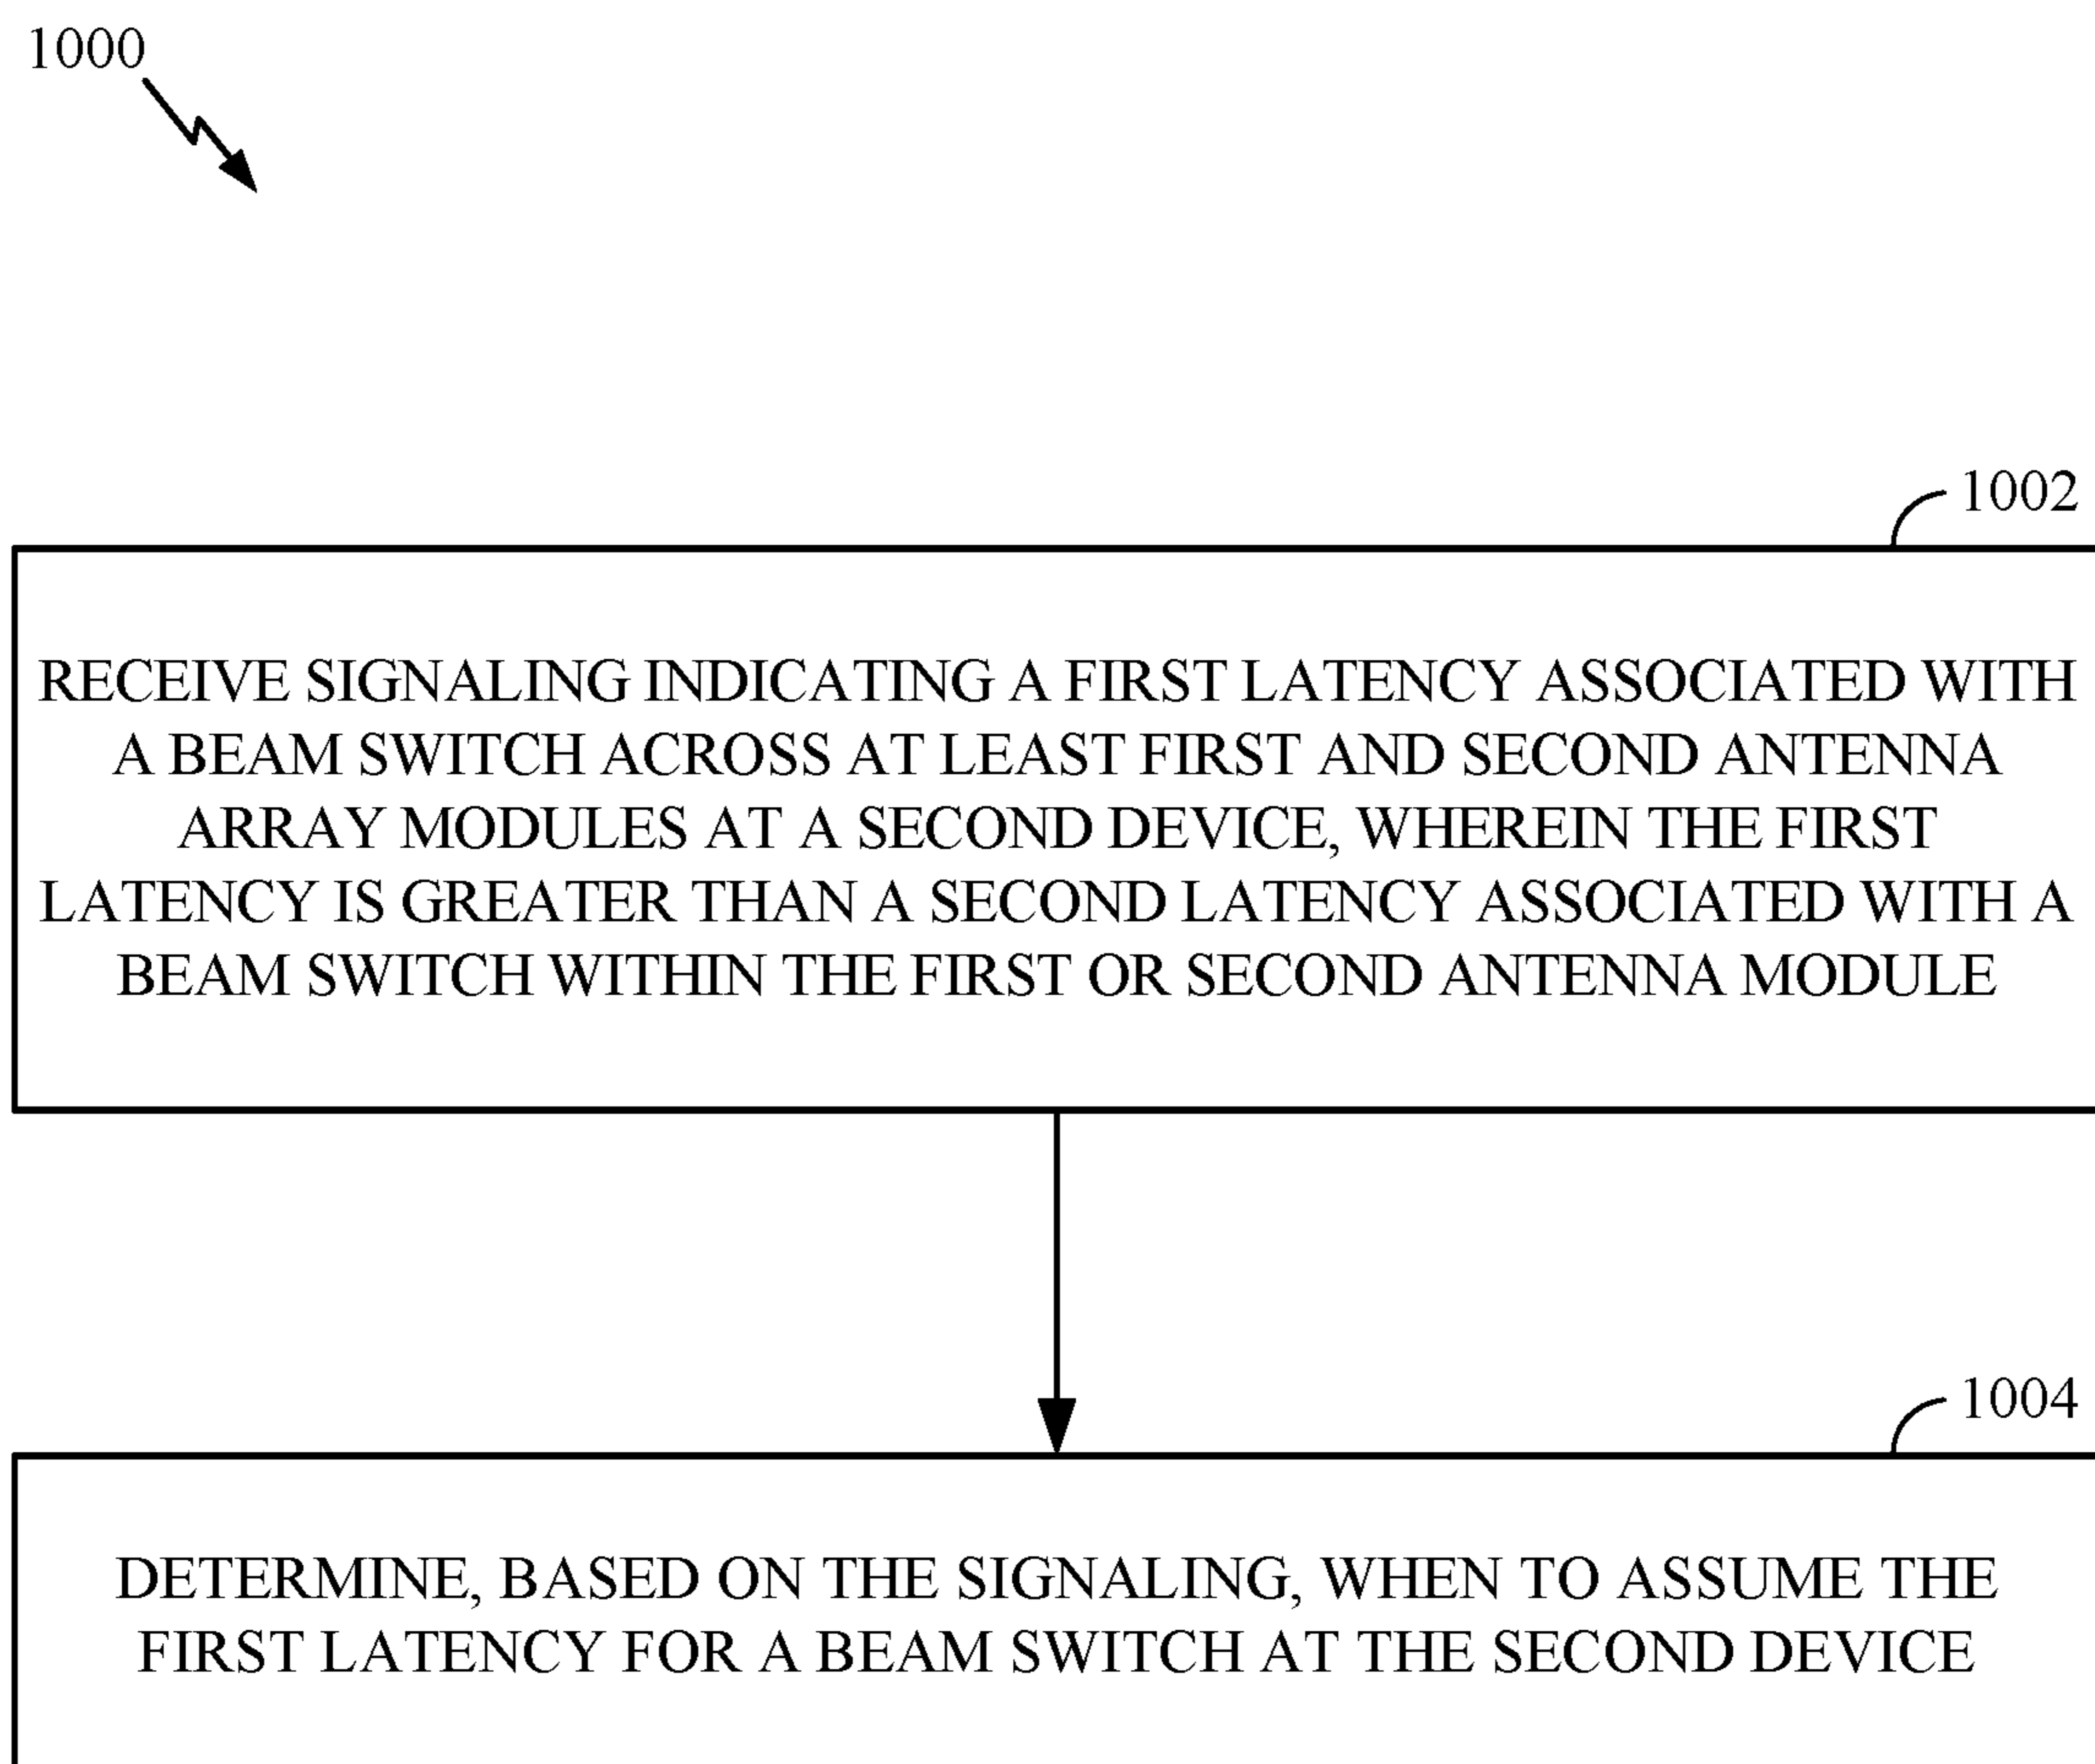 1000
1002
RECEIVE SIGNALING INDICATING A FIRST LATENCY ASSOCIATED WITH
A BEAM SWITCH ACROSS AT LEAST FIRST AND SECOND ANTENNA
ARRAY MODULES AT A SECOND DEVICE, WHEREIN THE FIRST
LATENCY IS GREATER THAN A SECOND LATENCY ASSOCIATED WITH A
BEAM SWITCH WITHIN THE FIRST OR SECOND ANTENNA MODULE
1004
DETERMINE, BASED ON THE SIGNALING, WHEN TO ASSUME THE
FIRST LATENCY FOR A BEAM SWITCH AT THE SECOND DEVICE